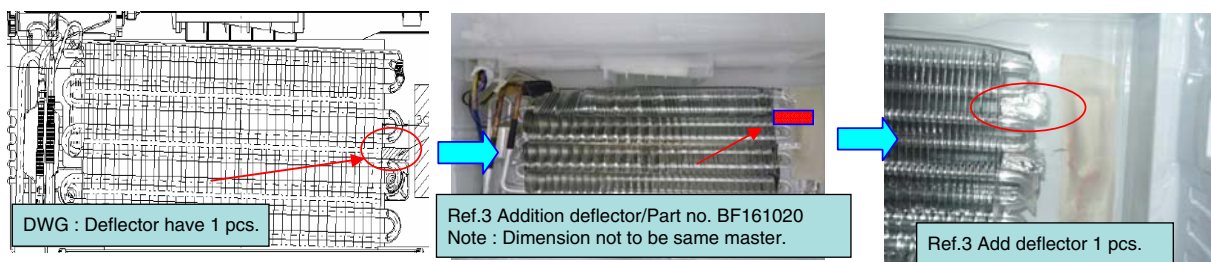 DWG : Deflector have 1 pcs.
Ref.3 Addition deflector/Part no. BF161020
Note : Dimension not to be same master.
Ref.3 Add deflector 1 pcs.